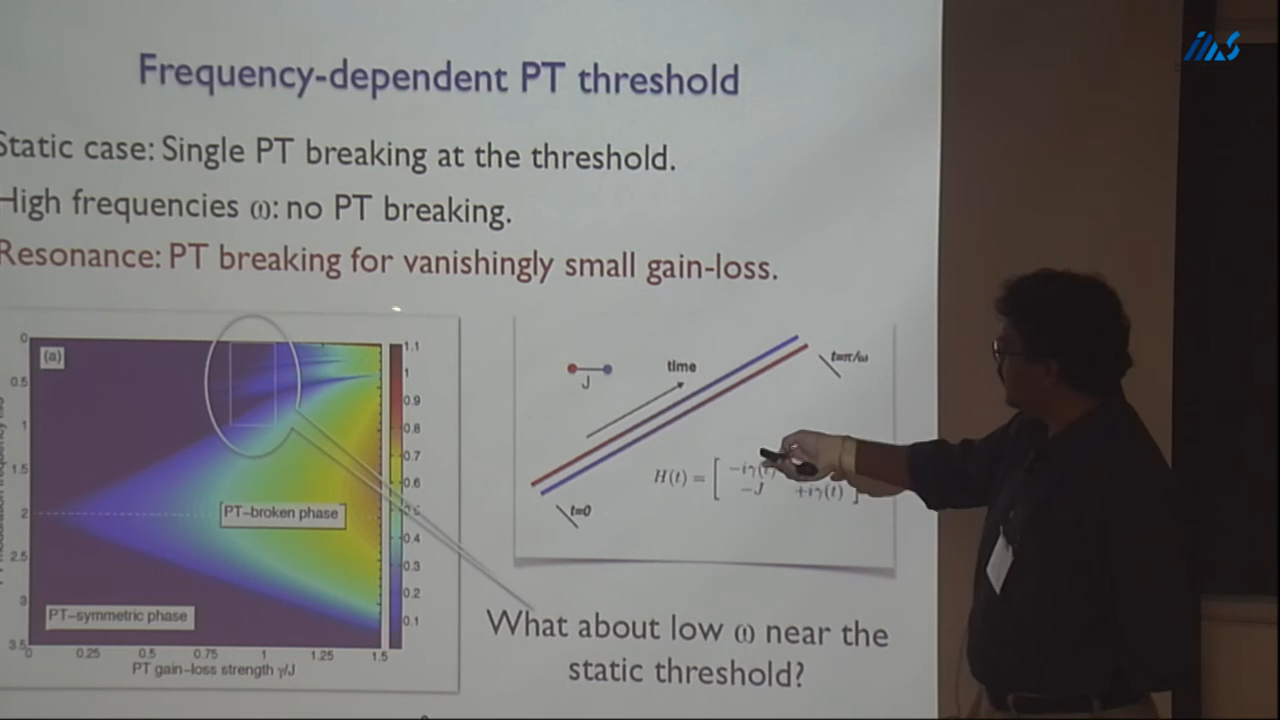 Frequency-dependent PT threshold
Static case: Single PT breaking at the threshold.
High frequencies ω: no PT breaking.
Resonance: PT breaking for vanishingly small gain-loss.
(a)
0
0.5
1
1.5
2
2.5
3
3.5
PT-broken phase
PT-symmetric phase
0 0.25 0.5 0.75 1 1.25 1.5
PT gain-loss strength γ/J
1.1
1
0.9
0.8
0.7
0.6
0.4
0.3
0.2
0.1
J
time
t=π/ω
H(t) = [ -iγ(t)
-J +iγ(t) ]
t=0
What about low ω near the
static threshold?